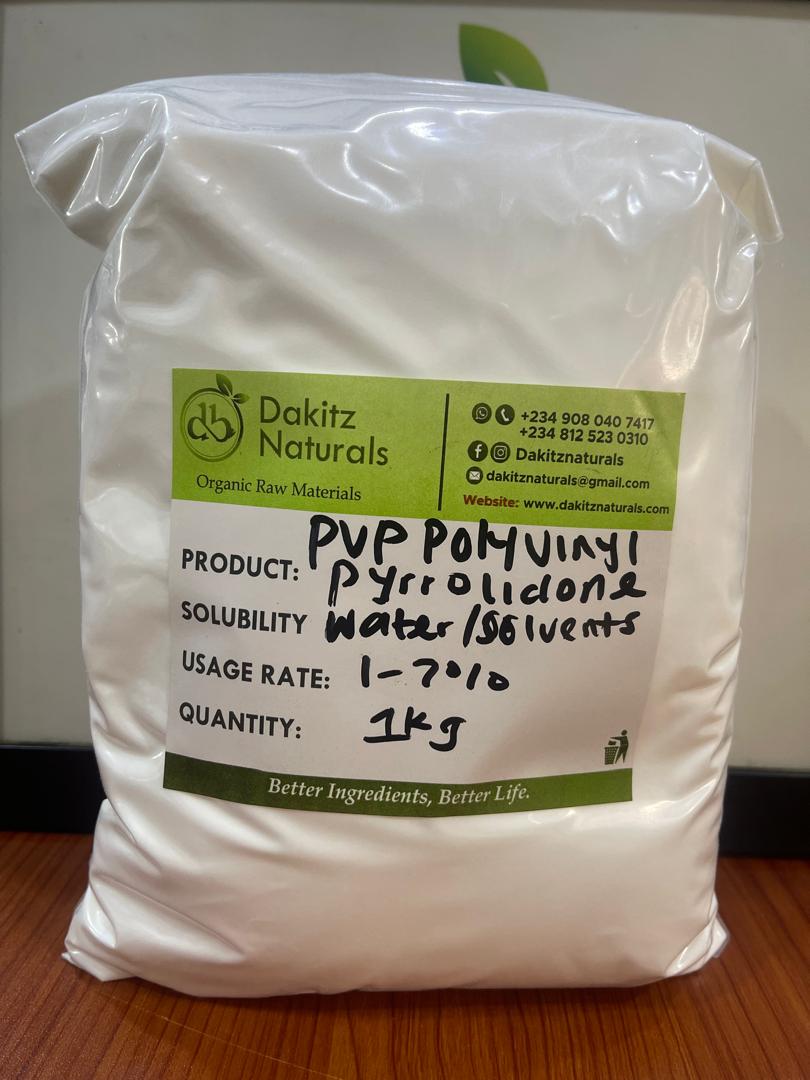 Dakitz
Naturals
Organic Raw Materials
+234 908 040 7417
+234 812 523 0310
Dakitznaturals
dakitznaturals@gmail.com
Website: www.dakitznaturals.com
PRODUCT: PVP Polyvinyl
Pyrrolidone
SOLUBILITY Water/Solvents
USAGE RATE: 1-7%
QUANTITY: 1kg
Better Ingredients, Better Life.